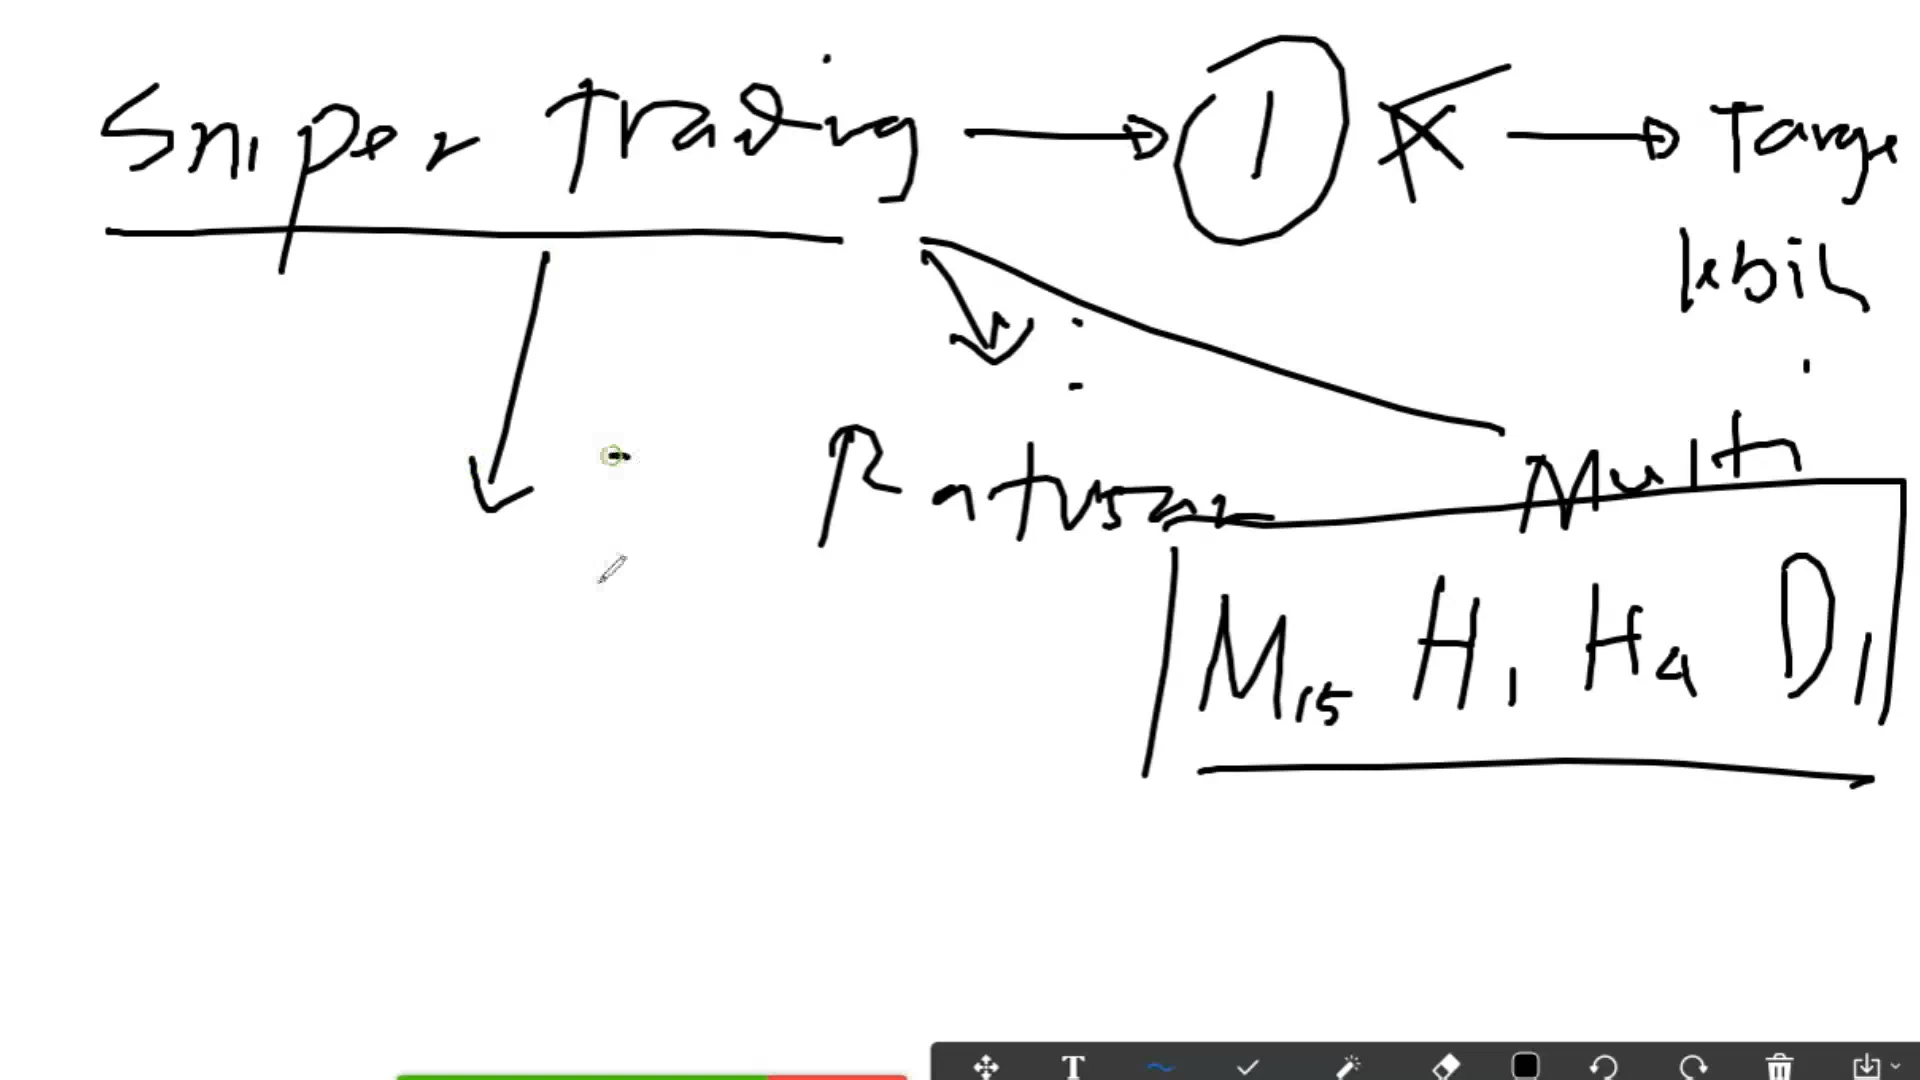 Sniper Trading → 1 x → Targe
lebih
Ratusan
Multi
M15 H1 H4 D1
T